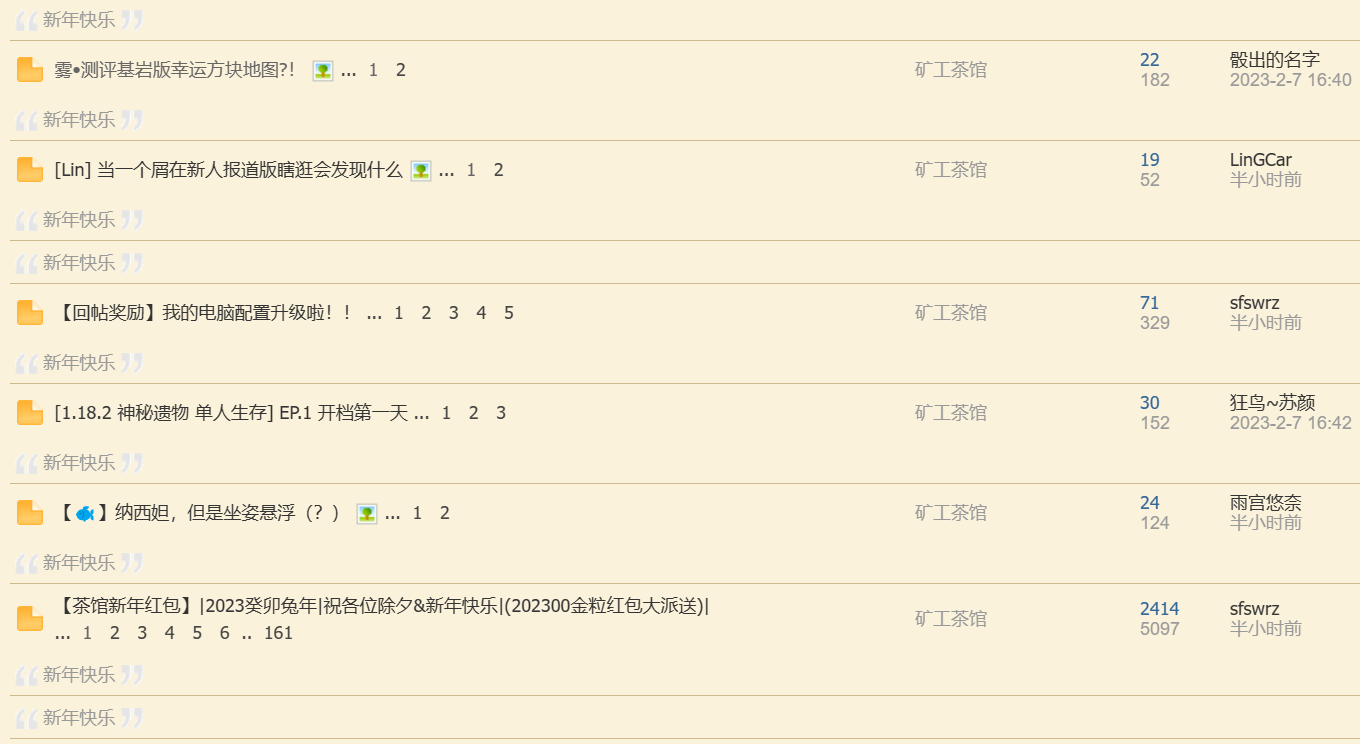 新年快乐
雾•测评基岩版幸运方块地图?! ... 1 2 矿工茶馆 22 骰出的名字
182 2023-2-7 16:40
新年快乐
[Lin] 当一个屑在新人报道版瞎逛会发现什么 ... 1 2 矿工茶馆 19 LinGCar
52 半小时前
新年快乐
新年快乐
【回帖奖励】我的电脑配置升级啦！！ ... 1 2 3 4 5 矿工茶馆 71 sfswrz
329 半小时前
新年快乐
[1.18.2 神秘遗物 单人生存] EP.1 开档第一天 ... 1 2 3 矿工茶馆 30 狂鸟~苏颜
152 2023-2-7 16:42
新年快乐
【】纳西妲，但是坐姿悬浮（？） ... 1 2 矿工茶馆 24 雨宫悠奈
124 半小时前
新年快乐
【茶馆新年红包】|2023癸卯兔年|祝各位除夕&新年快乐|(202300金粒红包大派送)|
... 1 2 3 4 5 6 .. 161 矿工茶馆 2414 sfswrz
5097 半小时前
新年快乐
新年快乐